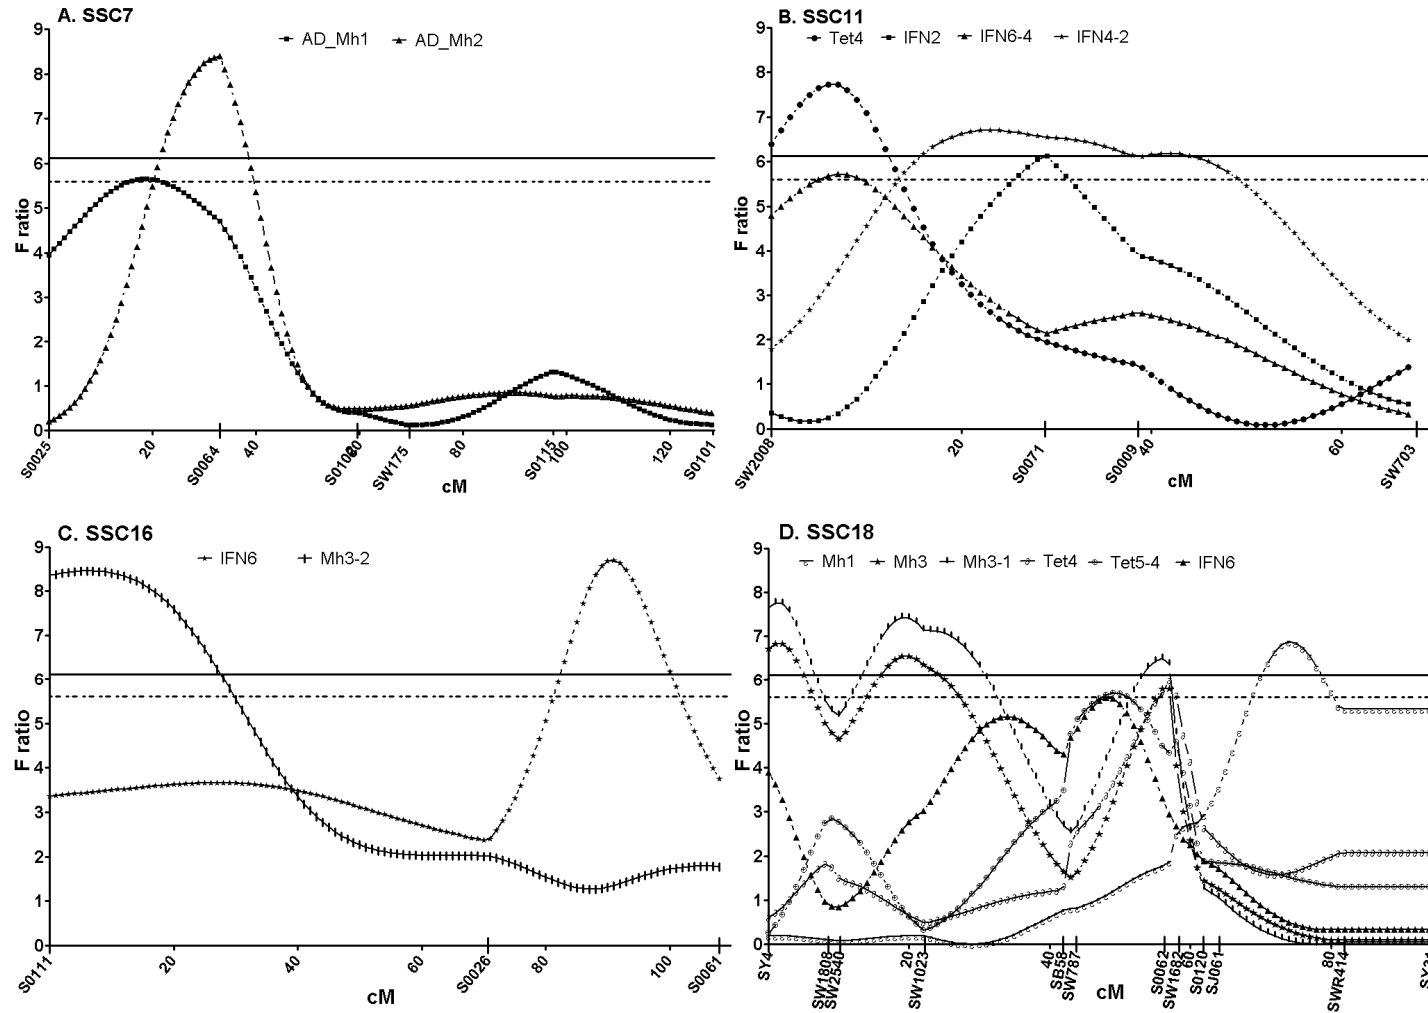 A. SSC7
AD_Mh1 AD_Mh2
9
8
7
6
5
4
3
2
1
0
F ratio
S0025 20 S0064 40 S0102 SW175 80 S0115 100 120 S0101
cM
B. SSC11
Tet4 IFN2 IFN6-4 IFN4-2
9
8
7
6
5
4
3
2
1
0
F ratio
SW2008 20 S0071 S0009 40 60 SW703
cM
C. SSC16
IFN6 Mh3-2
9
8
7
6
5
4
3
2
1
0
F ratio
S0111 20 40 60 S0026 80 100 S0061
cM
D. SSC18
Mh1 Mh3 Mh3-1 Tet4 Tet5-4 IFN6
9
8
7
6
5
4
3
2
1
0
F ratio
SY4 SW1808 SW2540 20 SW1023 40 SB58 SW787 S0062 SW1682 60 S0120 SJ061 80 SWR414
cM